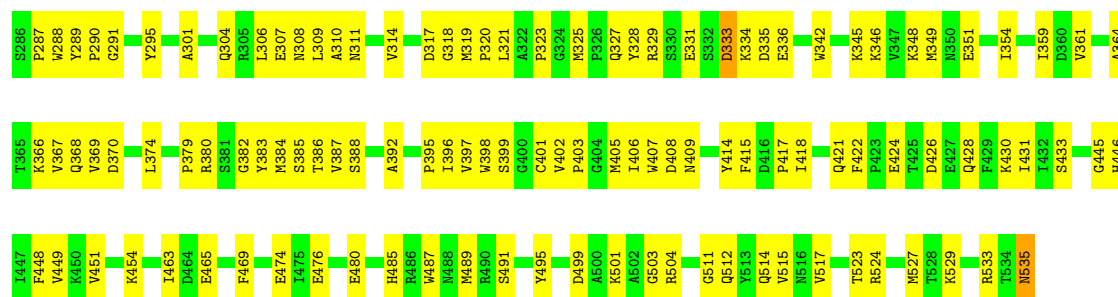 S286 P287 W288 Y289 P290 G291 Y295 A301 Q304 R305 L306 E307 N308 L309 A310 N311 V314 D317 G318 M319 P320 L321 A322 P323 G324 M325 P326 Q327 Y328 R329 S330 E331 S332 D333 K334 D335 E336 W342 K345 K346 V347 K348 M349 N350 E351 I354 I359 D360 V361 A364
T365 K366 V367 Q368 V369 D370 L374 P379 R380 S381 G382 Y383 M384 S385 T386 V387 S388 A392 P395 I396 V397 W398 S399 G400 C401 V402 P403 G404 M405 I406 W407 D408 N409 Y414 F415 D416 P417 I418 Q421 F422 P423 E424 T425 D426 E427 Q428 F429 K430 I431 I432 S433 G445 H446
I447 F448 V449 K450 V451 K454 I463 D464 E465 F469 E474 I475 E476 E480 H485 R486 W487 N488 M489 R490 S491 Y495 D499 A500 K501 A502 G503 R504 G511 Q512 Y513 Q514 V515 N516 V517 T523 R524 M527 T528 K529 R533 T534 N535